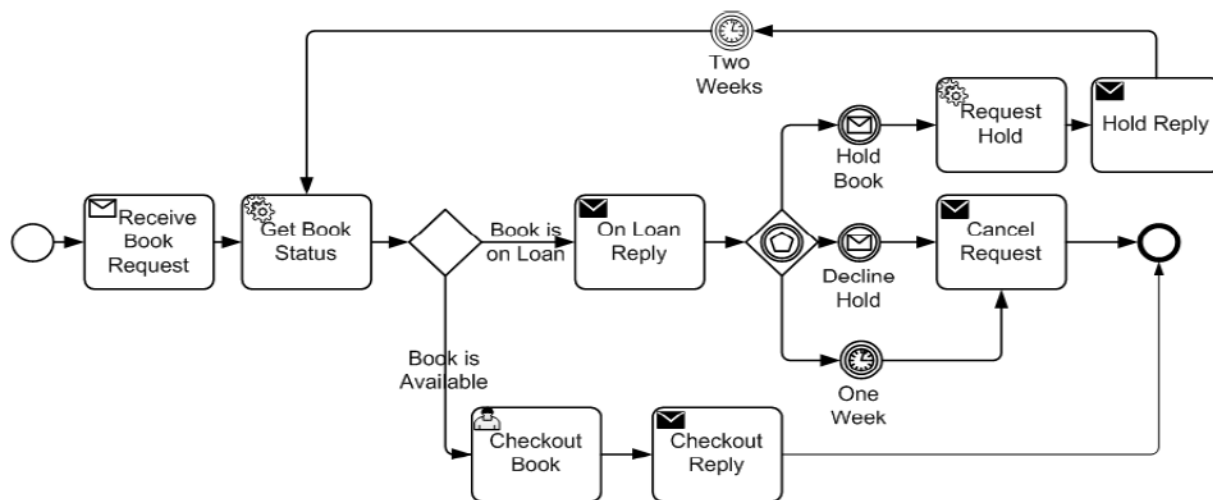 Two
Weeks
Request
Hold
Hold Reply
Hold
Book
Receive
Book
Request
Get Book
Status
Book is
on Loan
On Loan
Reply
Cancel
Request
Decline
Hold
Book is
Available
One
Week
Checkout
Book
Checkout
Reply